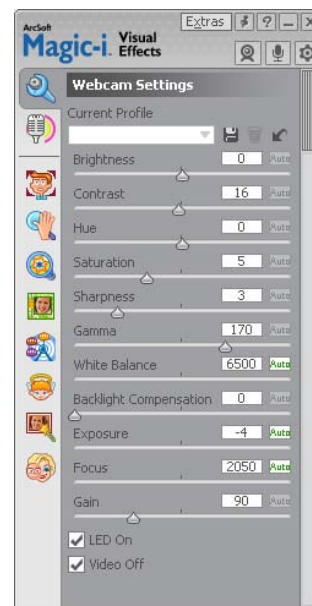 Extras ? _ X
ArcSoft
Magic-i Visual Effects
Webcam Settings
Current Profile
Brightness 0 Auto
Contrast 16 Auto
Hue 0 Auto
Saturation 5 Auto
Sharpness 3 Auto
Gamma 170 Auto
White Balance 6500 Auto
Backlight Compensation 0 Auto
Exposure -4 Auto
Focus 2050 Auto
Gain 90 Auto
LED On
Video Off